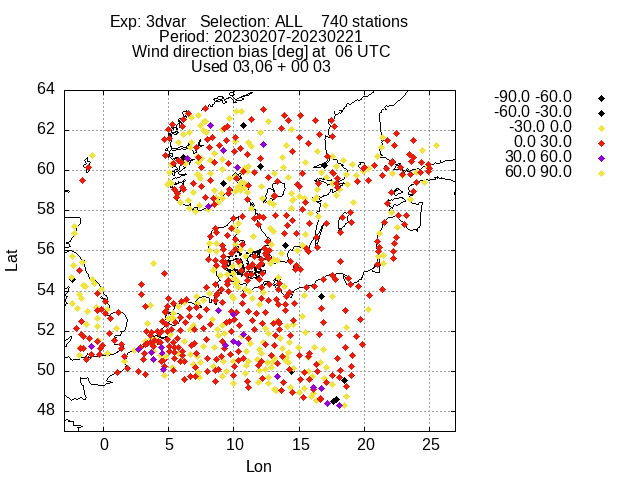 Exp: 3dvar   Selection: ALL    740 stations
Period: 20230207-20230221
Wind direction bias [deg] at  06 UTC
Used 03,06 + 00 03
-90.0 -60.0
-60.0 -30.0
-30.0 0.0
0.0 30.0
30.0 60.0
60.0 90.0
64
62
60
58
56
54
52
50
48
Lat
0 5 10 15 20 25
Lon